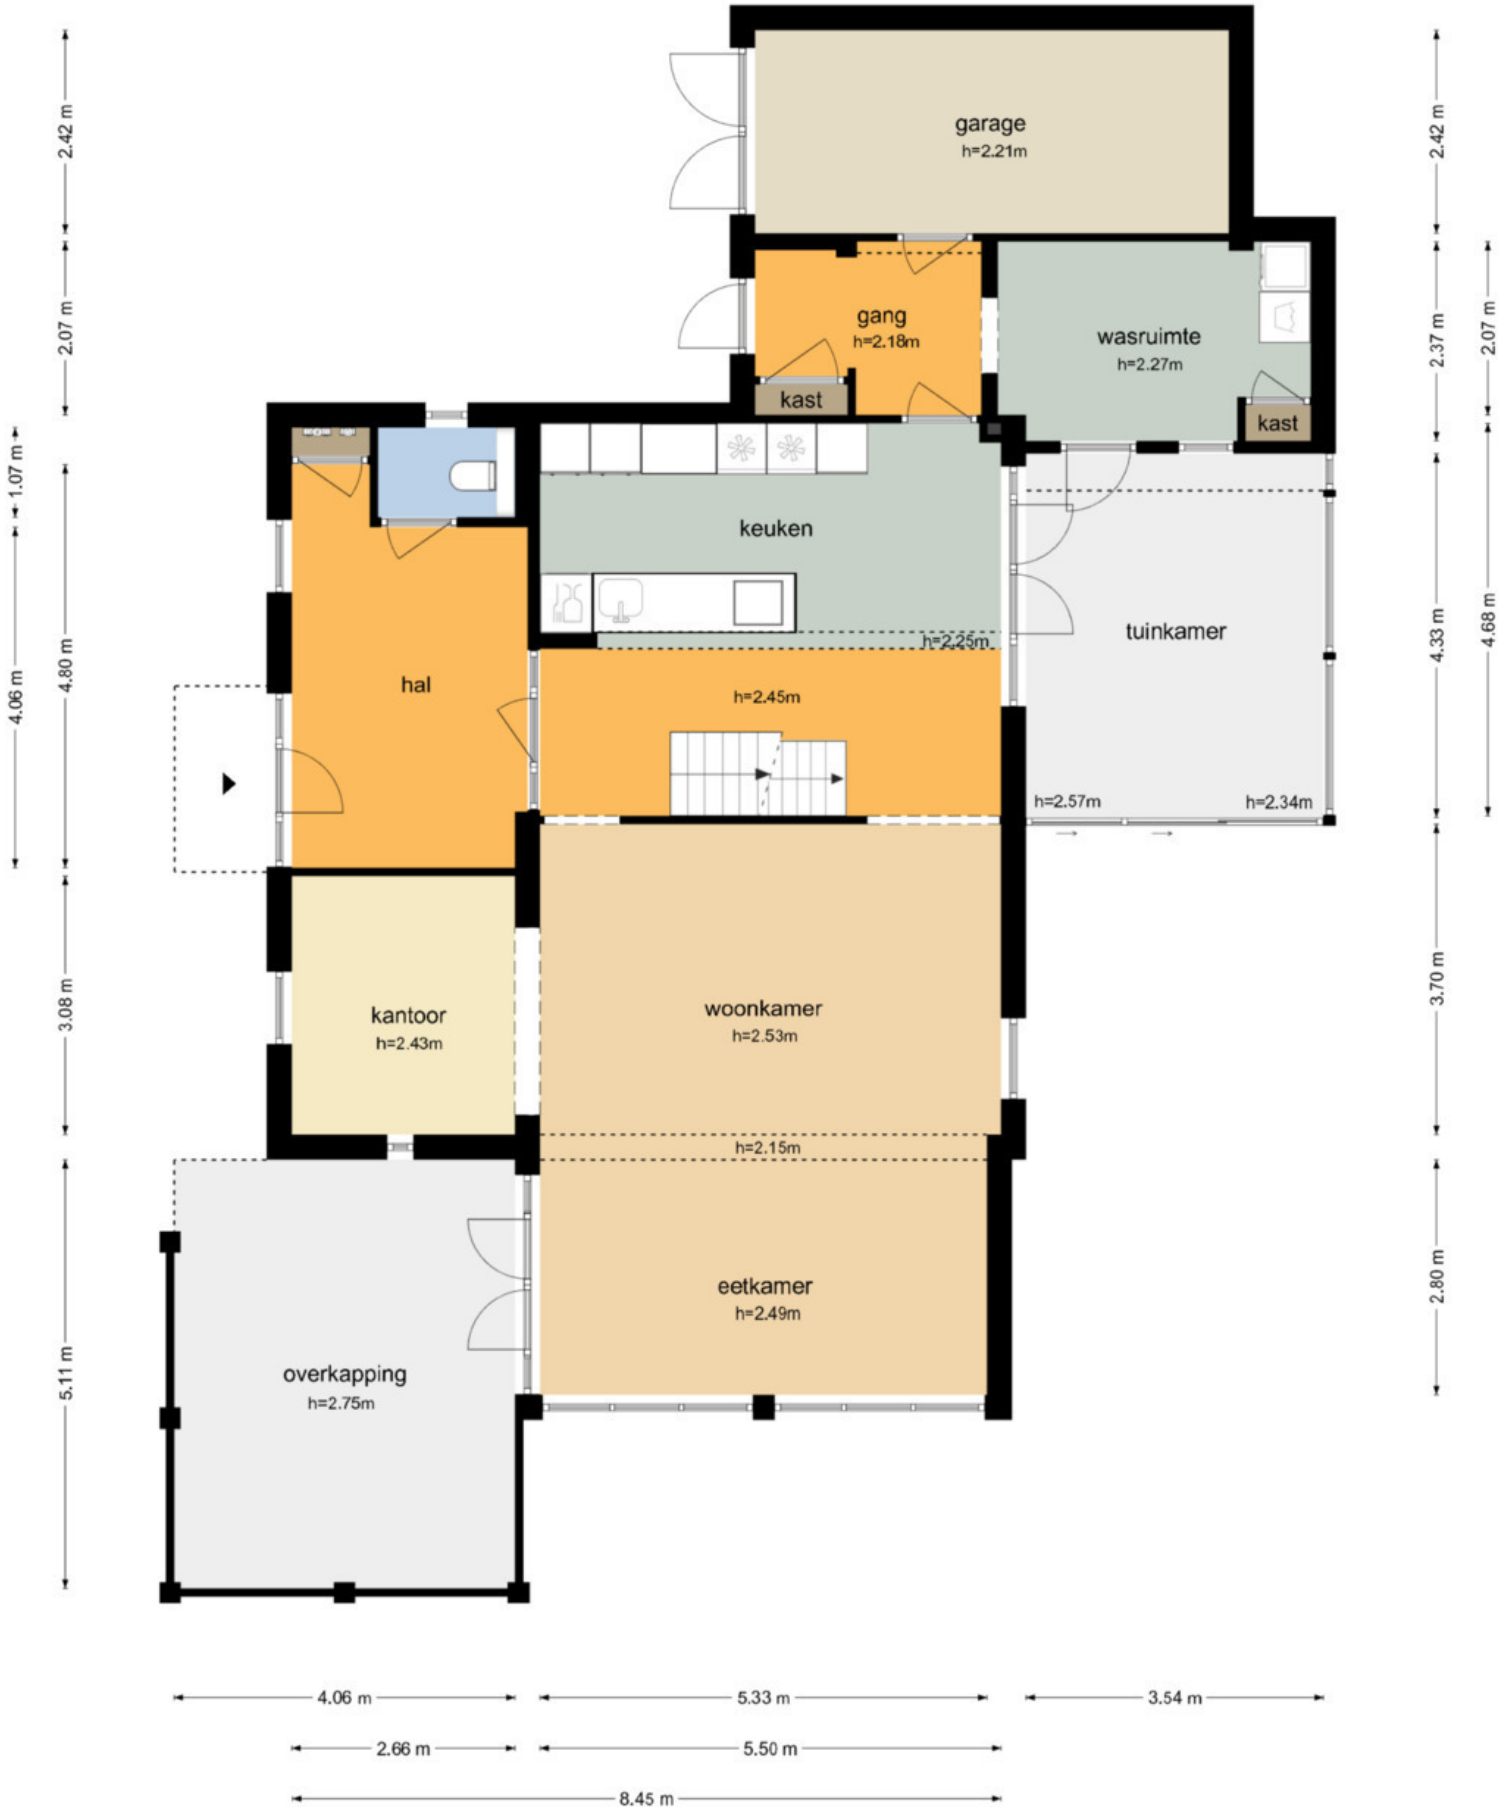 garage
h=2.21m
gang
h=2.18m
wasruimte
h=2.27m
kast
kast
keuken
h=2.25m
hal
h=2.45m
tuinkamer
h=2.57m
h=2.34m
kantoor
h=2.43m
woonkamer
h=2.53m
h=2.15m
eetkamer
h=2.49m
overkapping
h=2.75m
2.42 m
2.07 m
1.07 m
4.80 m
4.06 m
3.08 m
5.11 m
2.42 m
2.37 m
2.07 m
4.33 m
4.68 m
3.70 m
2.80 m
4.06 m
5.33 m
3.54 m
2.66 m
5.50 m
8.45 m